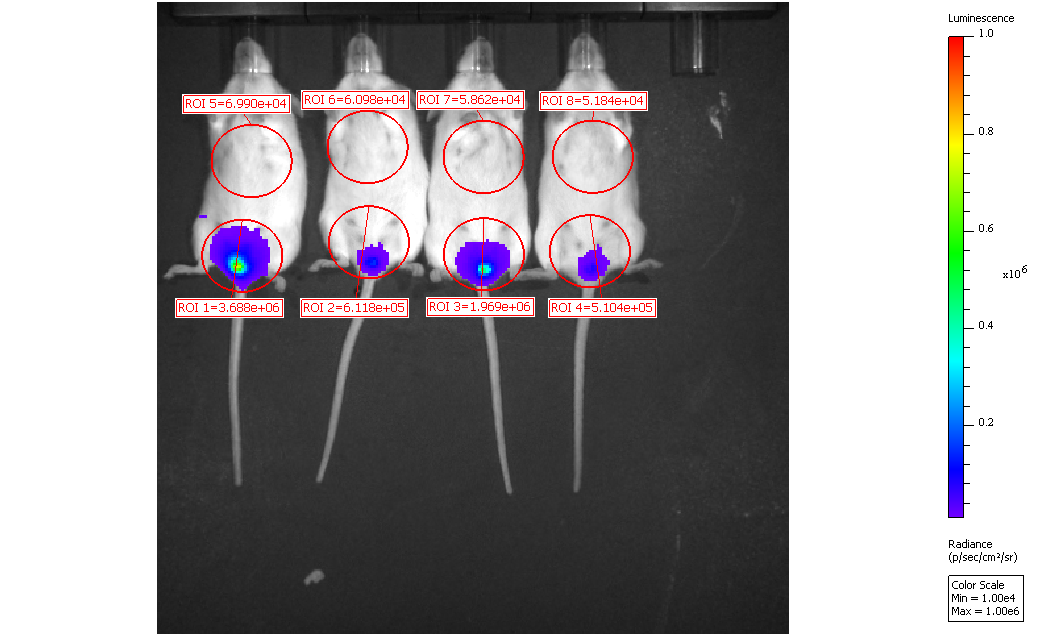 Luminescence
1.0
ROI 5=6.990e+04
ROI 6=6.098e+04
ROI 7=5.862e+04
ROI 8=5.184e+04
0.8
0.6
x10⁶
ROI 1=3.688e+06
ROI 2=6.118e+05
ROI 3=1.969e+06
ROI 4=5.104e+05
0.4
0.2
Radiance
(p/sec/cm²/sr)
Color Scale
Min = 1.00e4
Max = 1.00e6